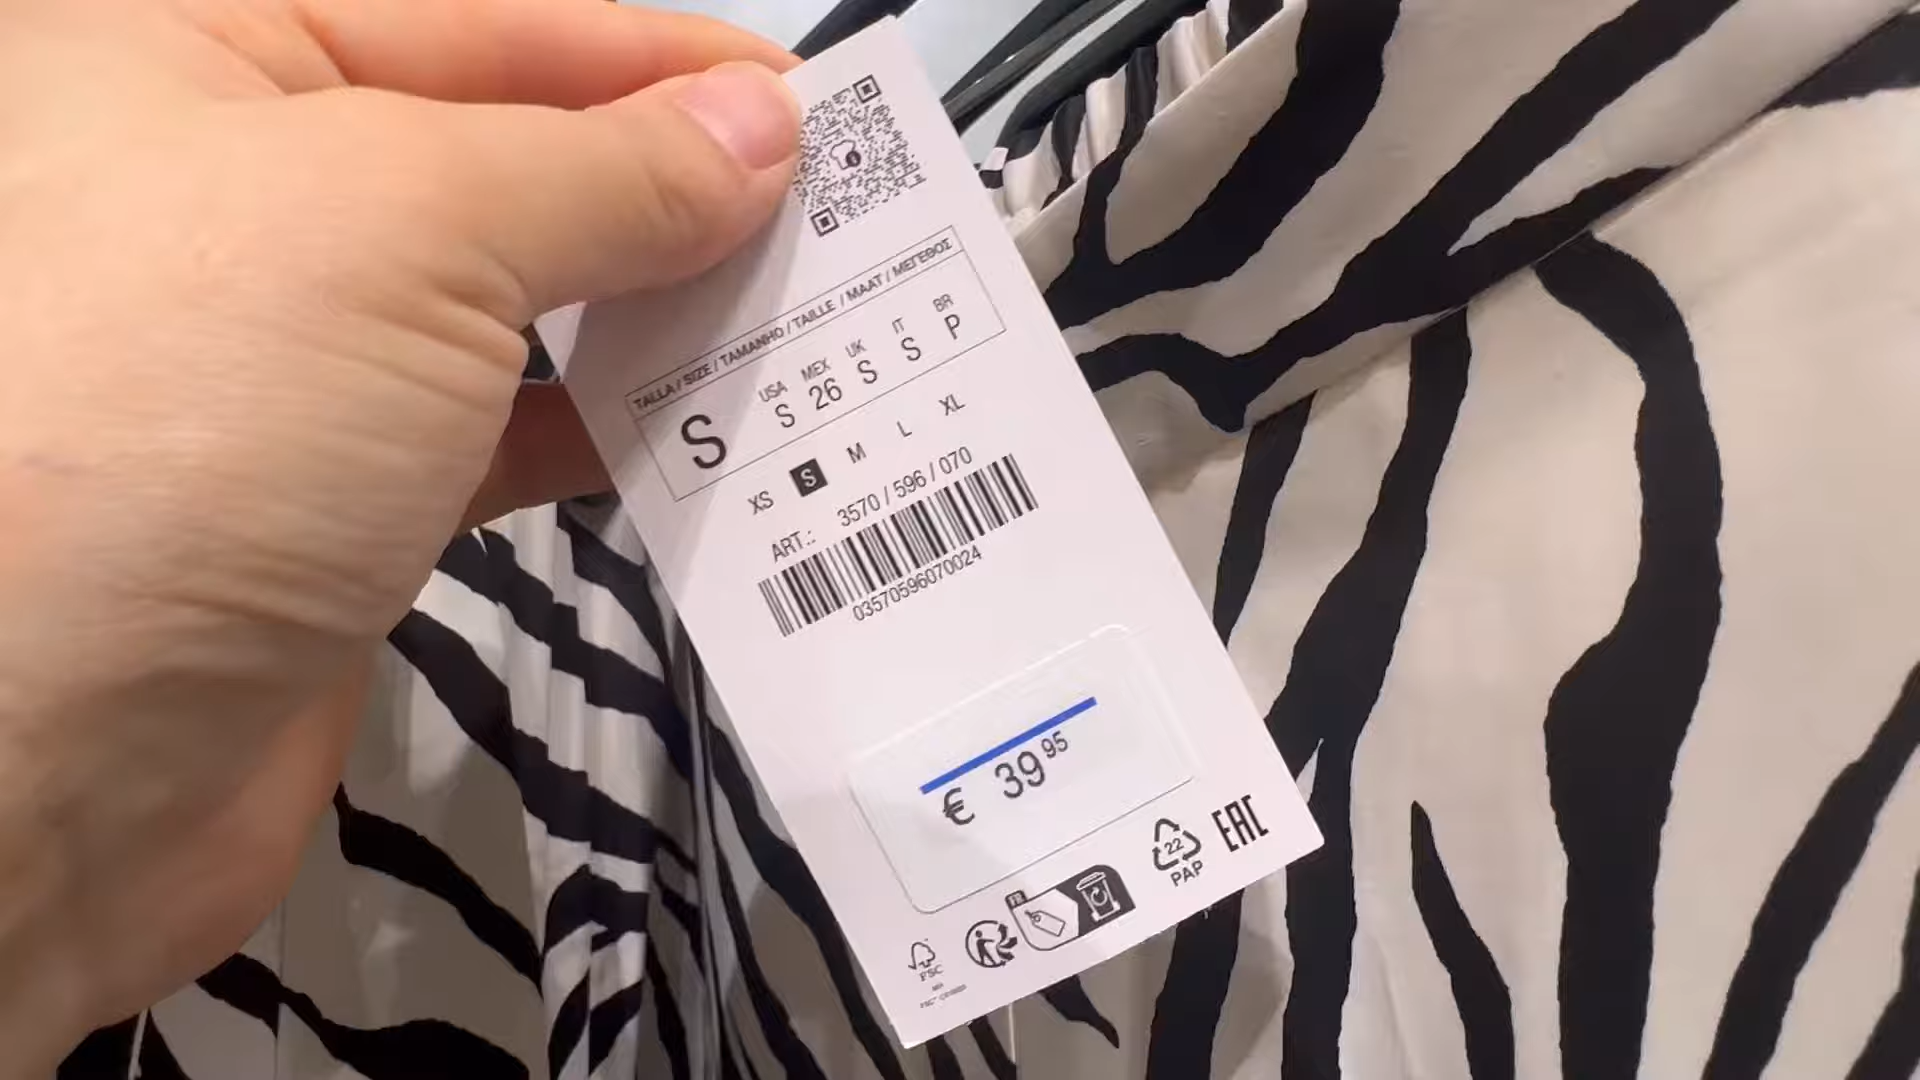 TALLA / SIZE / TAMANHO / TAILLE / MAAT / ΜΕΓΕΘΟΣ
USA MEX UK IT BR
S S 26 S S P
XS S M L XL
ART.: 3570 / 596 / 070
03570596070024
€ 39 95
22
PAP
EAC
FR
FSC